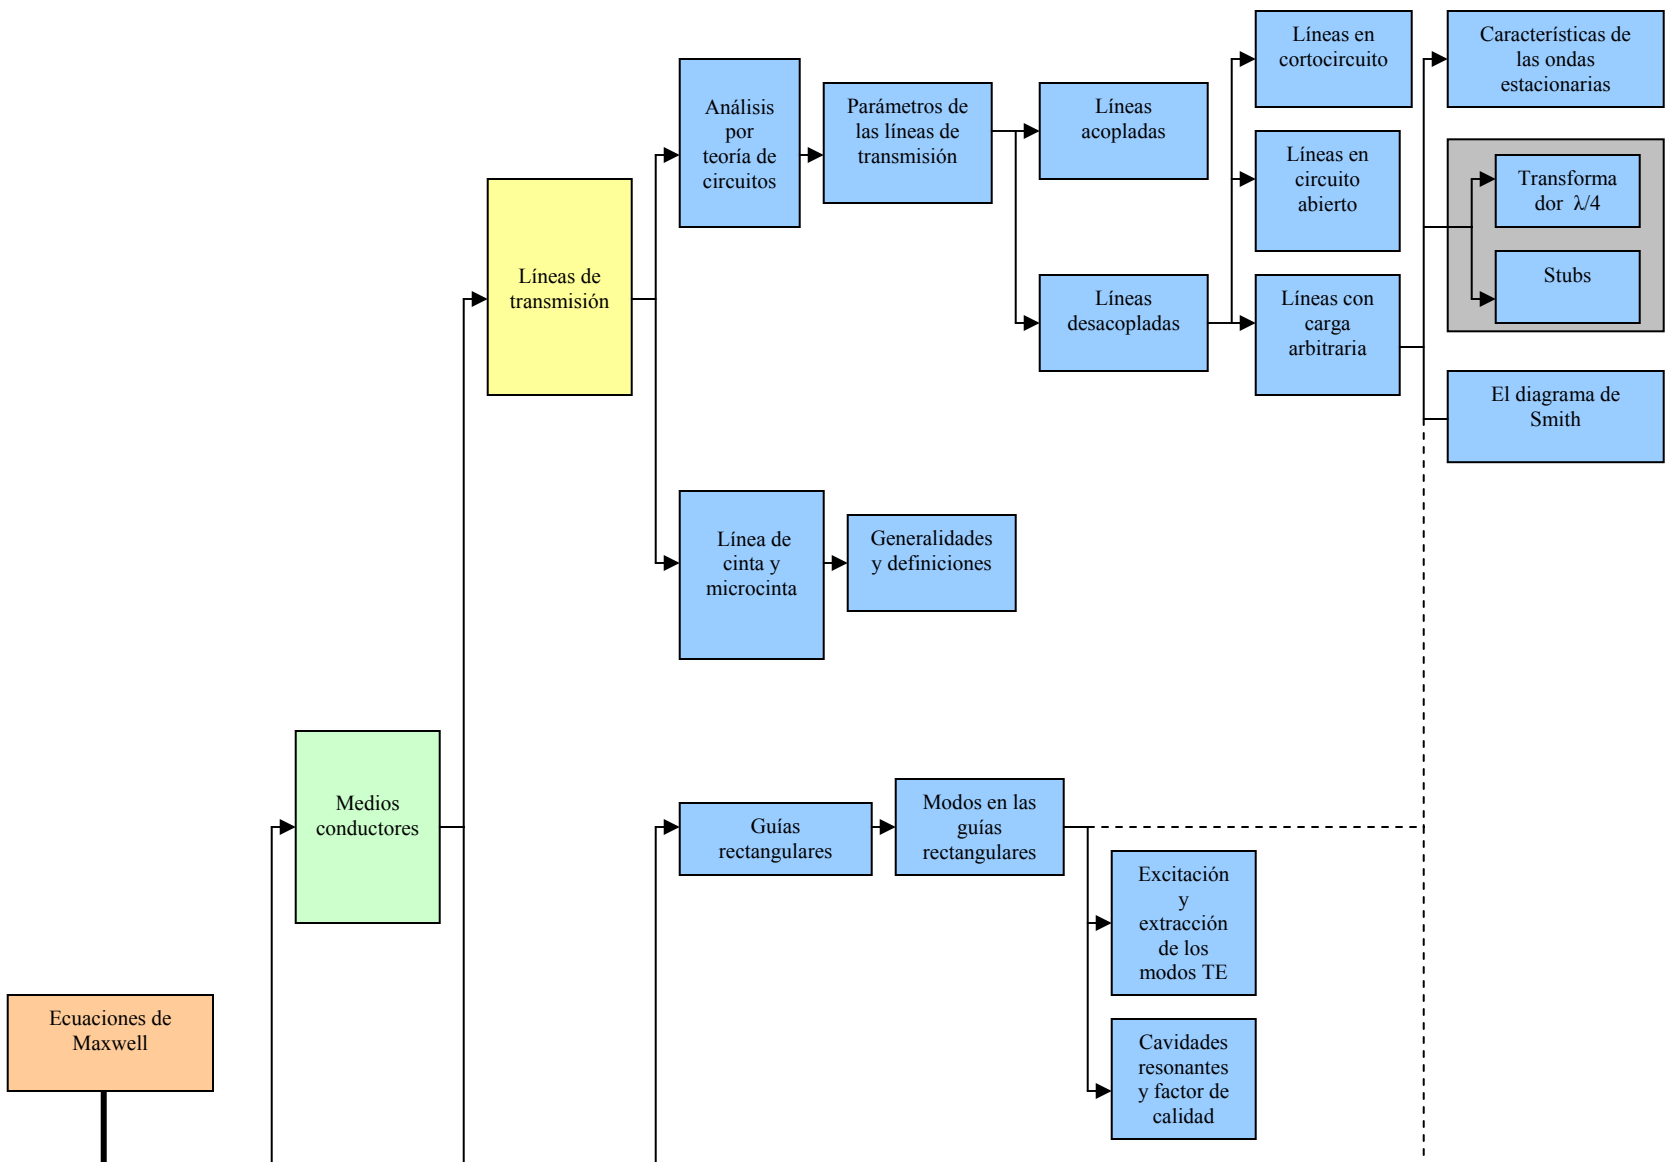 Líneas en
cortocircuito
Características de
las ondas
estacionarias
Análisis
por
teoría de
circuitos
Parámetros de
las líneas de
transmisión
Líneas
acopladas
Líneas en
circuito
abierto
Transforma
dor λ/4
Stubs
Líneas de
transmisión
Líneas
desacopladas
Líneas con
carga
arbitraria
El diagrama de
Smith
Línea de
cinta y
microcinta
Generalidades
y definiciones
Medios
conductores
Guías
rectangulares
Modos en las
guías
rectangulares
Excitación
y
extracción
de los
modos TE
Ecuaciones de
Maxwell
Cavidades
resonantes
y factor de
calidad